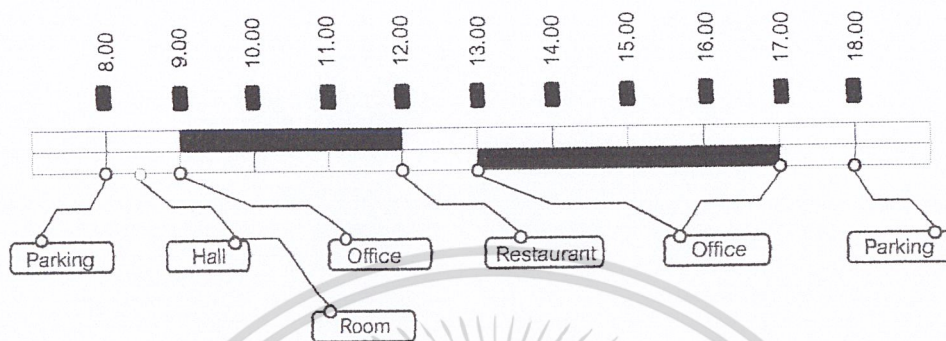 8.00 9.00 10.00 11.00 12.00 13.00 14.00 15.00 16.00 17.00 18.00
Parking Hall Office Restaurant Office Parking
Room